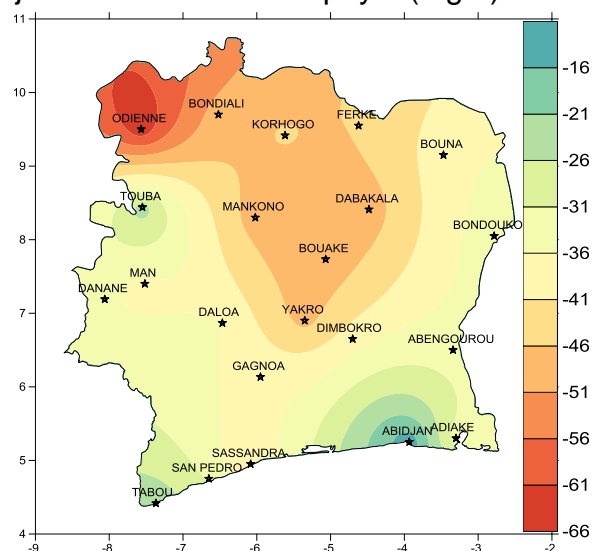 11
10
9
8
7
6
5
4
-9
-8
-7
-6
-5
-4
-3
-2
ODIENNE
BONDIALI
KORHOGO
FERKE
BOUNA
TOUBA
MANKONO
DABAKALA
BONDOUKO
BOUAKE
MAN
DANANE
DALOA
YAKRO
DIMBOKRO
ABENGOUROU
GAGNOA
ABIDJAN
ADIAKE
SASSANDRA
SAN PEDRO
TABOU
-16
-21
-26
-31
-36
-41
-46
-51
-56
-61
-66